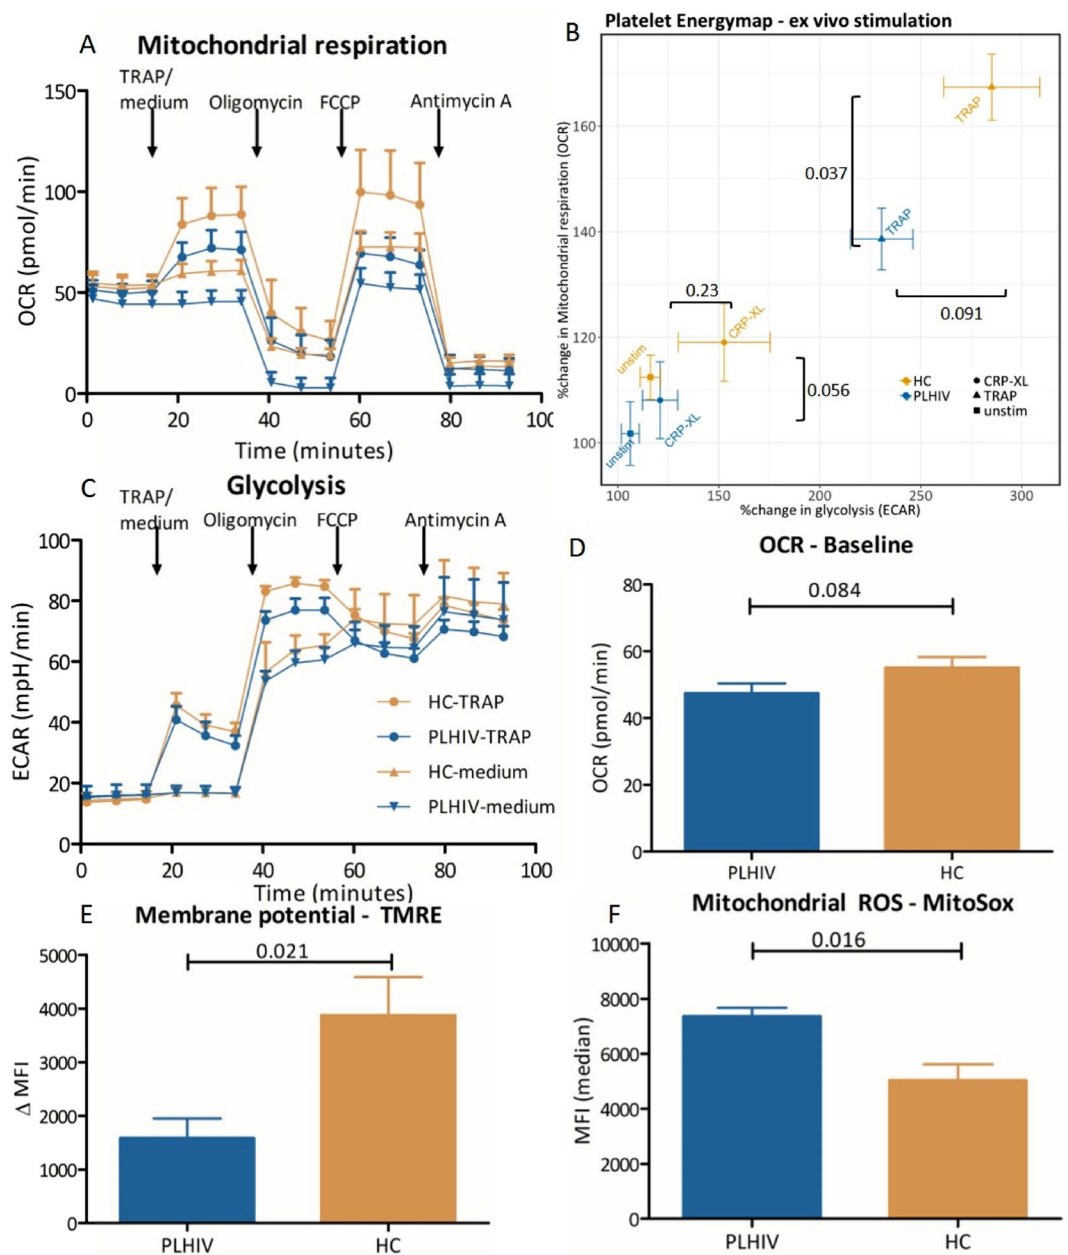 A
Mitochondrial respiration
TRAP/
medium
Oligomycin
FCCP
Antimycin A
150
100
50
0
OCR (pmol/min)
0
20
40
60
80
100
Time (minutes)
B
Platelet Energymap - ex vivo stimulation
%change in Mitochondrial respiration (OCR)
160
140
120
100
TRAP
0.037
TRAP
0.23
0.091
CRP-XL
unstim
0.056
CRP-XL
unstim
HC
PLHIV
CRP-XL
TRAP
unstim
100
150
200
250
300
%change in glycolysis (ECAR)
C
Glycolysis
TRAP/
medium
Oligomycin
FCCP
Antimycin A
100
80
60
40
20
0
ECAR (mpH/min)
HC-TRAP
PLHIV-TRAP
HC-medium
PLHIV-medium
0
20
40
60
80
100
Time (minutes)
D
OCR - Baseline
0.084
80
60
40
20
0
OCR (pmol/min)
PLHIV
HC
E
Membrane potential - TMRE
0.021
5000
4000
3000
2000
1000
0
Δ MFI
PLHIV
HC
F
Mitochondrial ROS - MitoSox
0.016
10000
8000
6000
4000
2000
0
MFI (median)
PLHIV
HC